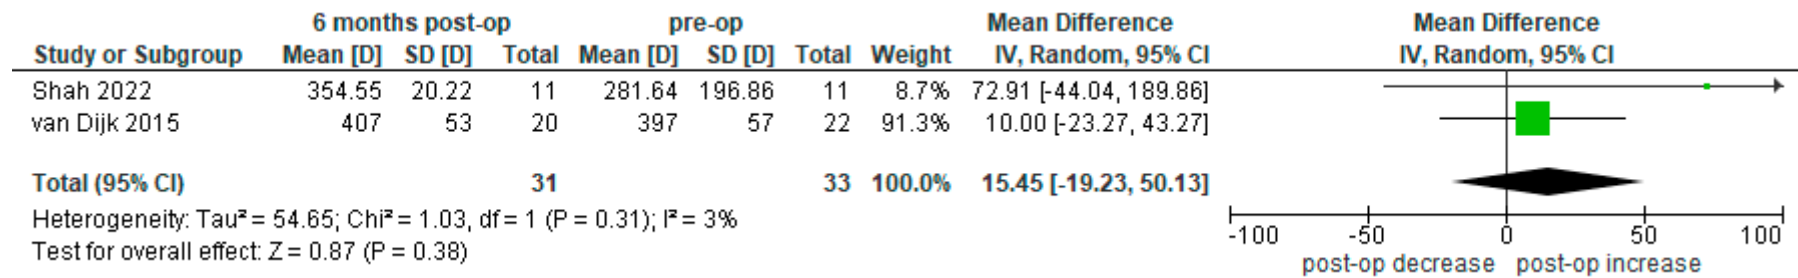 6 months post-op pre-op Mean Difference Mean Difference
Study or Subgroup Mean [D] SD [D] Total Mean [D] SD [D] Total Weight IV, Random, 95% CI IV, Random, 95% CI
Shah 2022 354.55 20.22 11 281.64 196.86 11 8.7% 72.91 [-44.04, 189.86]
van Dijk 2015 407 53 20 397 57 22 91.3% 10.00 [-23.27, 43.27]
Total (95% CI) 31 33 100.0% 15.45 [-19.23, 50.13]
Heterogeneity: Tau² = 54.65; Chi² = 1.03, df = 1 (P = 0.31); I² = 3%
Test for overall effect: Z = 0.87 (P = 0.38)
-100 -50 0 50 100
post-op decrease post-op increase